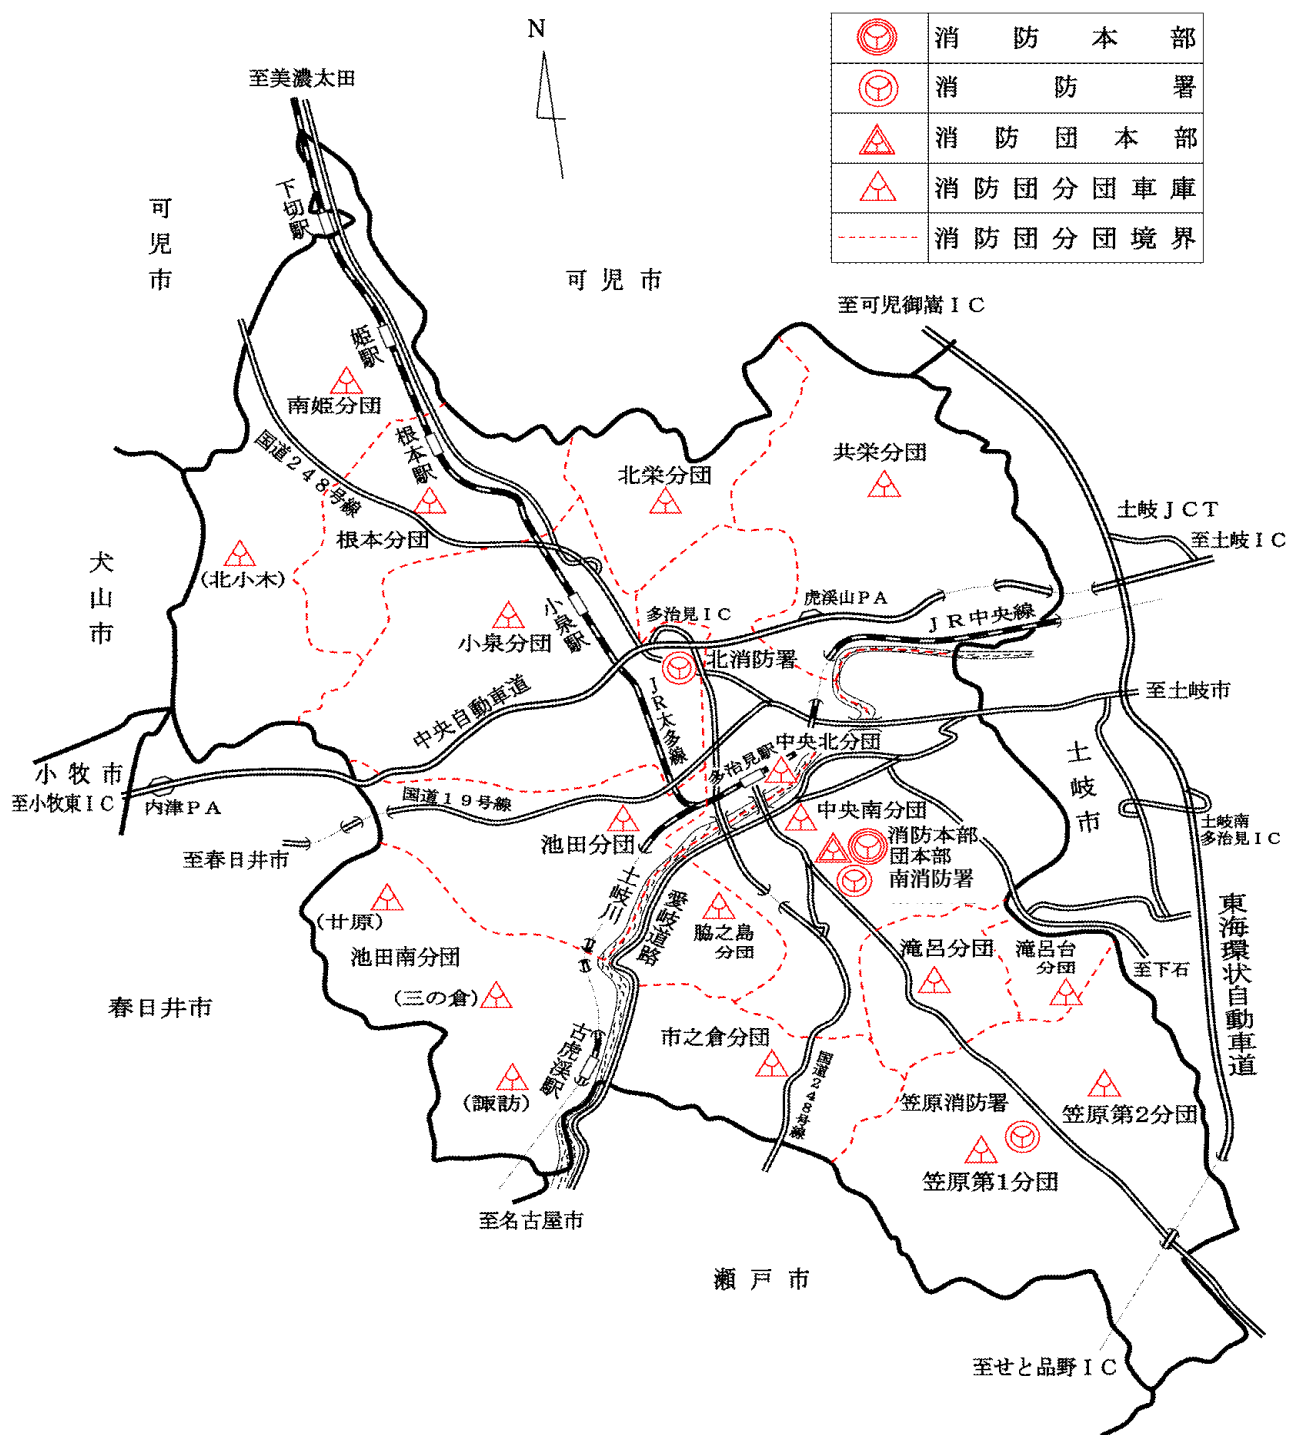 N
消防本部
消防署
消防団本部
消防団分団車庫
消防団分団境界
至美濃太田
下切駅
可児市
可児市
至可児御嵩ＩＣ
姫駅
南姫分団
国道２４８号線
根本駅
根本分団
北栄分団
共栄分団
土岐ＪＣＴ
至土岐ＩＣ
犬山市
(北小木)
小泉分団
小泉駅
多治見ＩＣ
虎渓山ＰＡ
ＪＲ中央線
北消防署
ＪＲ太多線
中央自動車道
至土岐市
中央北分団
多治見駅
小牧市
至小牧東ＩＣ
内津ＰＡ
国道１９号線
土岐市
至春日井市
池田分団
中央南分団
消防本部
団本部
南消防署
土岐南
多治見ＩＣ
(廿原)
池田南分団
土岐川
愛岐道路
脇之島
分団
滝呂分団
滝呂台
分団
至下石
東海環状自動車道
春日井市
(三の倉)
古虎渓駅
市之倉分団
国道２４８号線
(諏訪)
笠原消防署
笠原第2分団
笠原第1分団
至名古屋市
瀬戸市
至せと品野ＩＣ